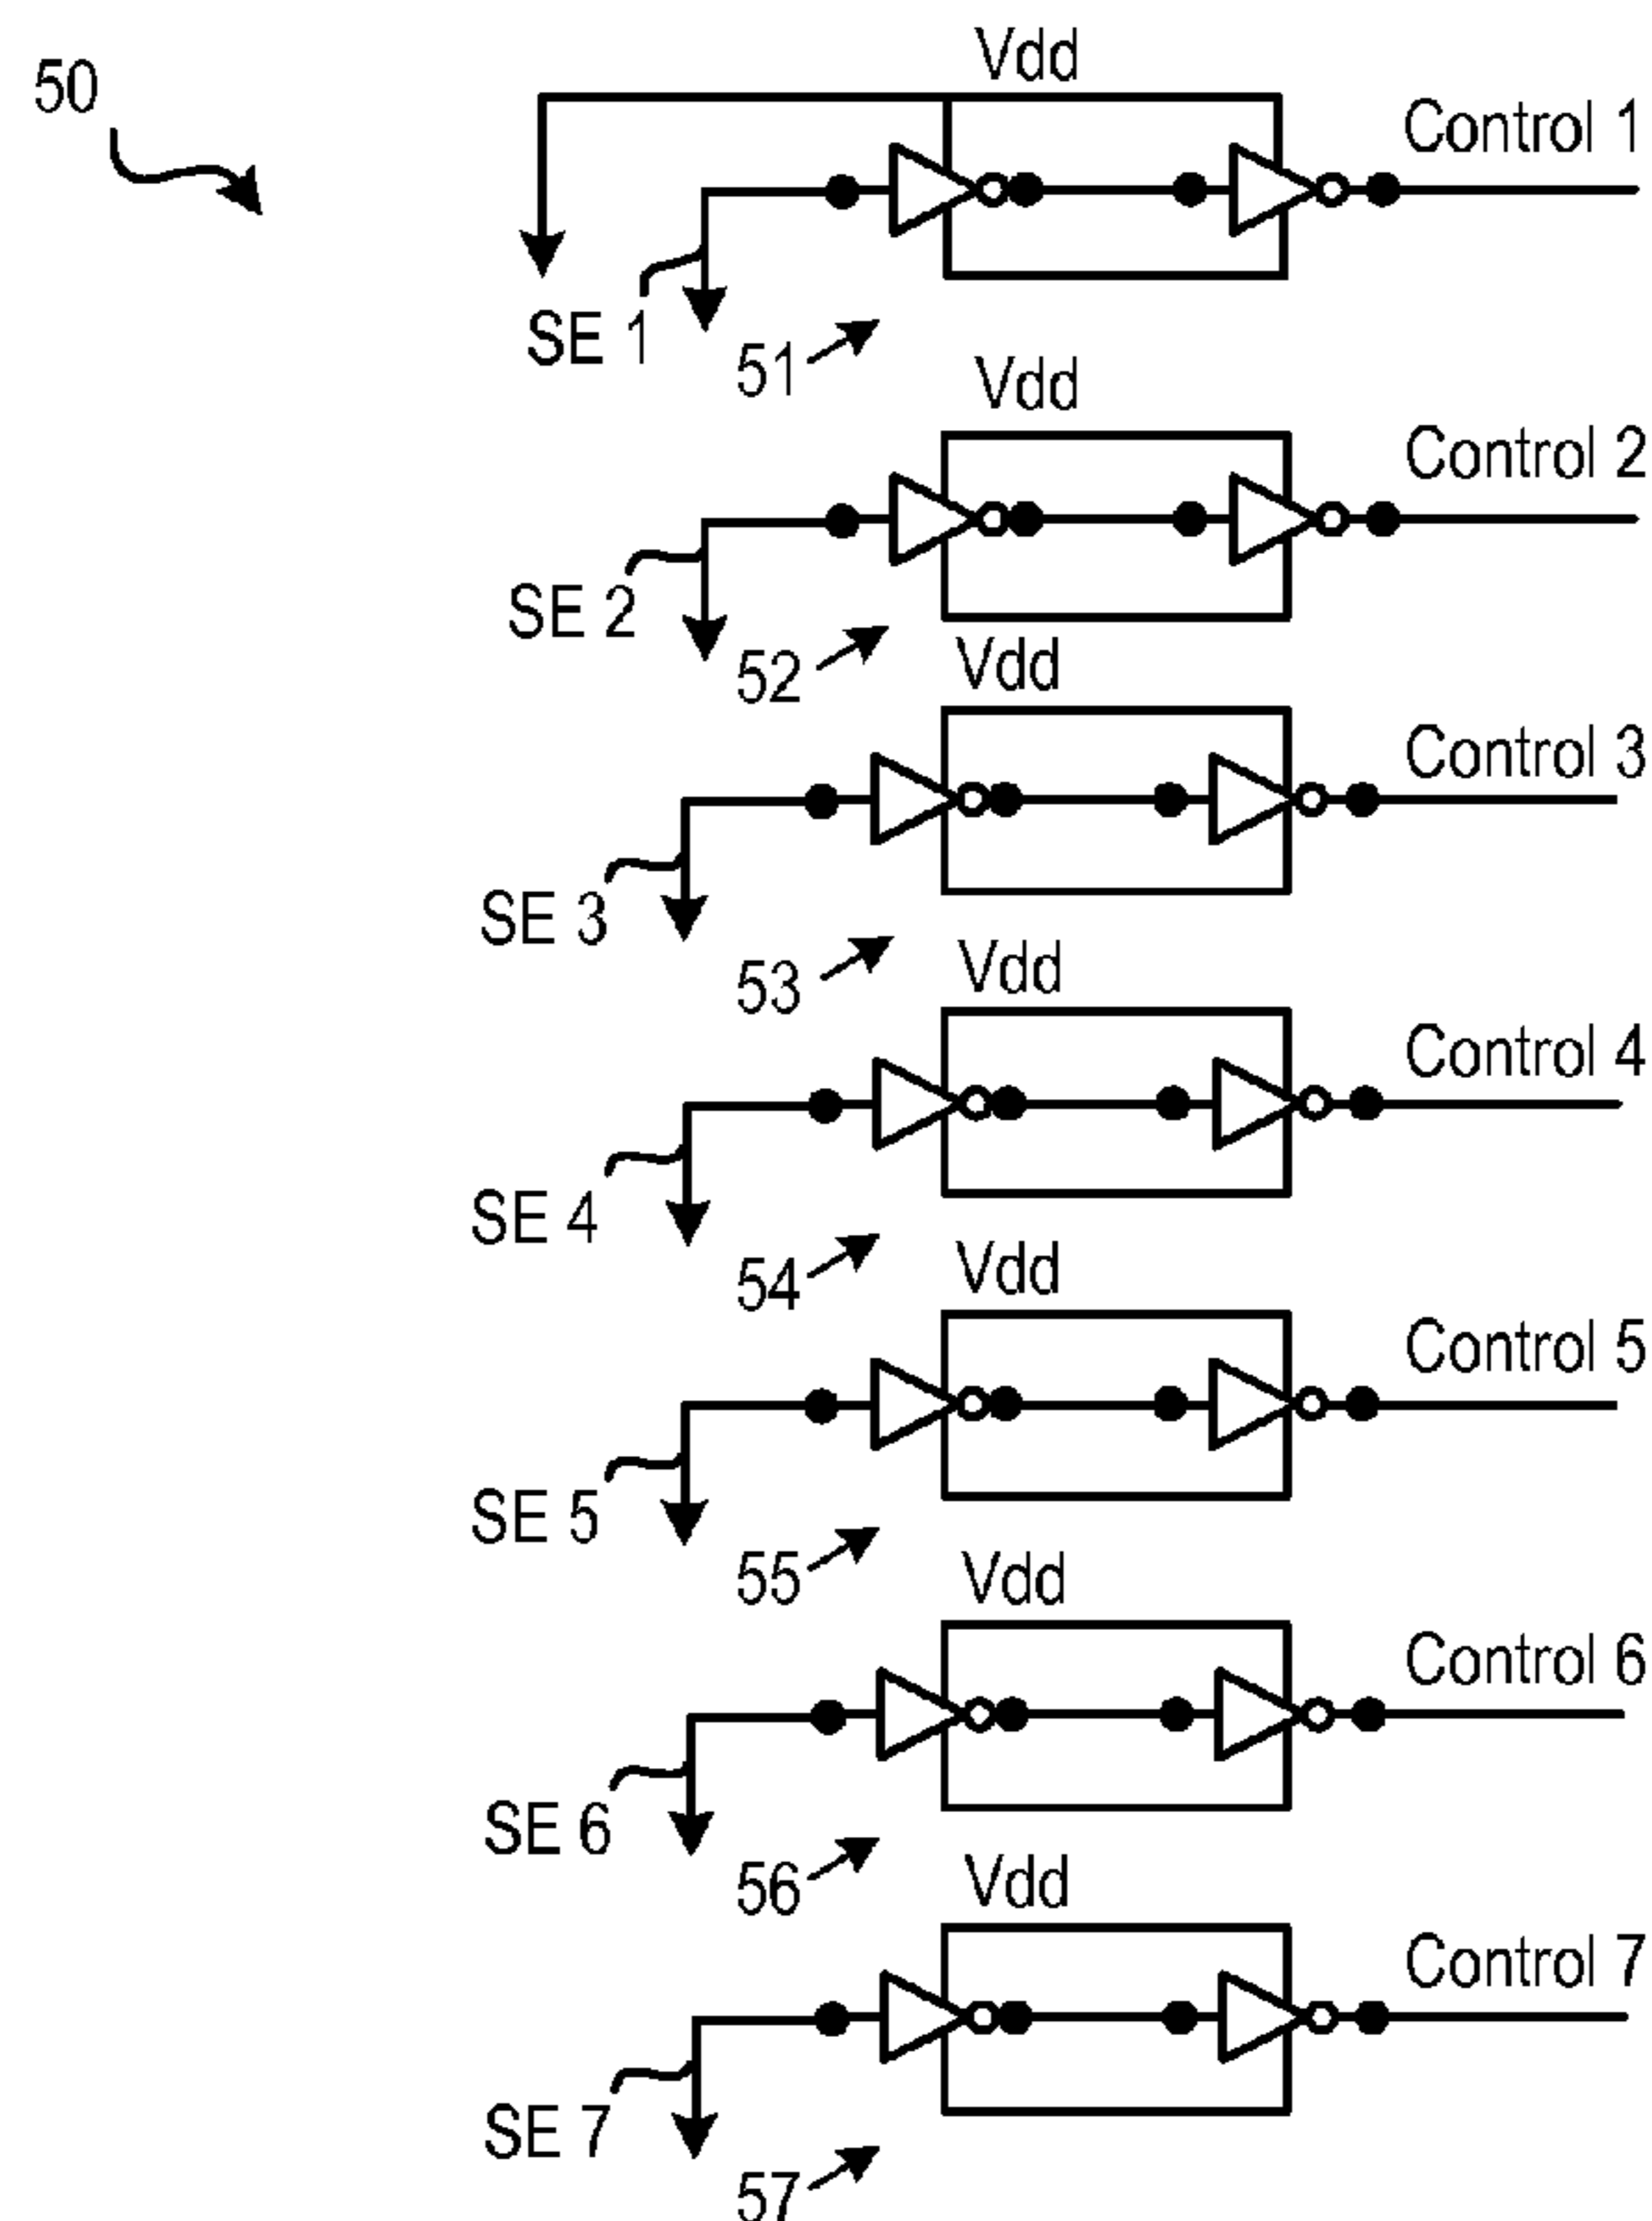 50
Vdd
Control 1
SE 1
51
Vdd
Control 2
SE 2
52
Vdd
Control 3
SE 3
53
Vdd
Control 4
SE 4
54
Vdd
Control 5
SE 5
55
Vdd
Control 6
SE 6
56
Vdd
Control 7
SE 7
57